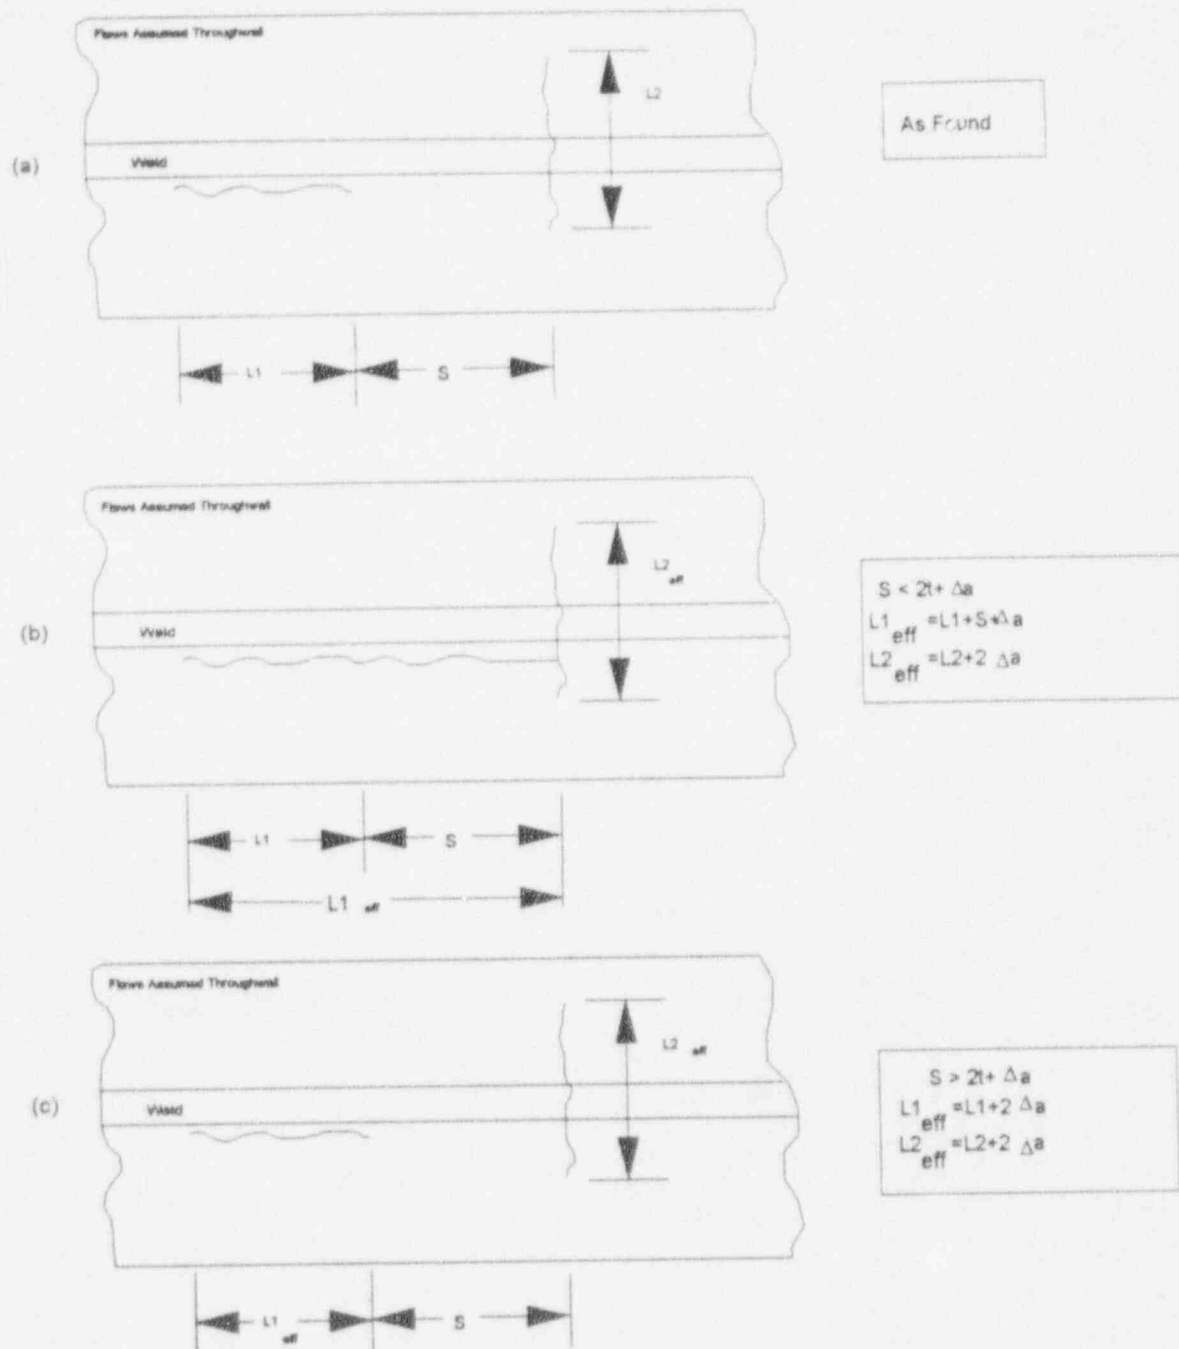 Flaws Assumed Throughwall
L2
As Found
(a)
Weld
L1
S
Flaws Assumed Throughwall
L2 eff
S < 2t+ Δa
L1 eff =L1+S+Δa
L2 eff =L2+2 Δa
(b)
Weld
L1
S
L1 eff
Flaws Assumed Throughwall
L2 eff
S > 2t+ Δa
L1 eff =L1+2 Δa
L2 eff =L2+2 Δa
(c)
Weld
L1 eff
S